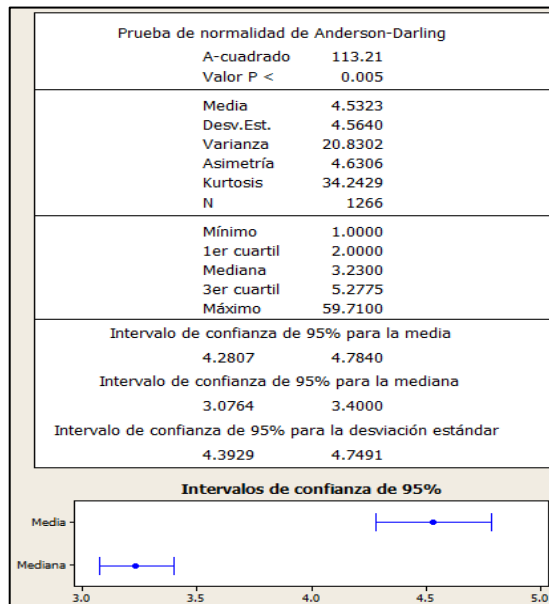 Prueba de normalidad de Anderson-Darling
A-cuadrado 113.21
Valor P < 0.005
Media 4.5323
Desv.Est. 4.5640
Varianza 20.8302
Asimetría 4.6306
Kurtosis 34.2429
N 1266
Mínimo 1.0000
1er cuartil 2.0000
Mediana 3.2300
3er cuartil 5.2775
Máximo 59.7100
Intervalo de confianza de 95% para la media
4.2807 4.7840
Intervalo de confianza de 95% para la mediana
3.0764 3.4000
Intervalo de confianza de 95% para la desviación estándar
4.3929 4.7491
Intervalos de confianza de 95%
Media
Mediana
3.0 3.5 4.0 4.5 5.0